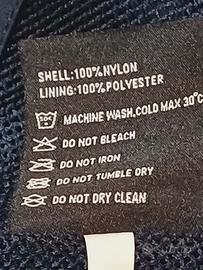 SHELL:100%NYLON
LINING:100%POLYESTER
MACHINE WASH,COLD MAX 30°C
DO NOT BLEACH
DO NOT IRON
DO NOT TUMBLE DRY
DO NOT DRY CLEAN